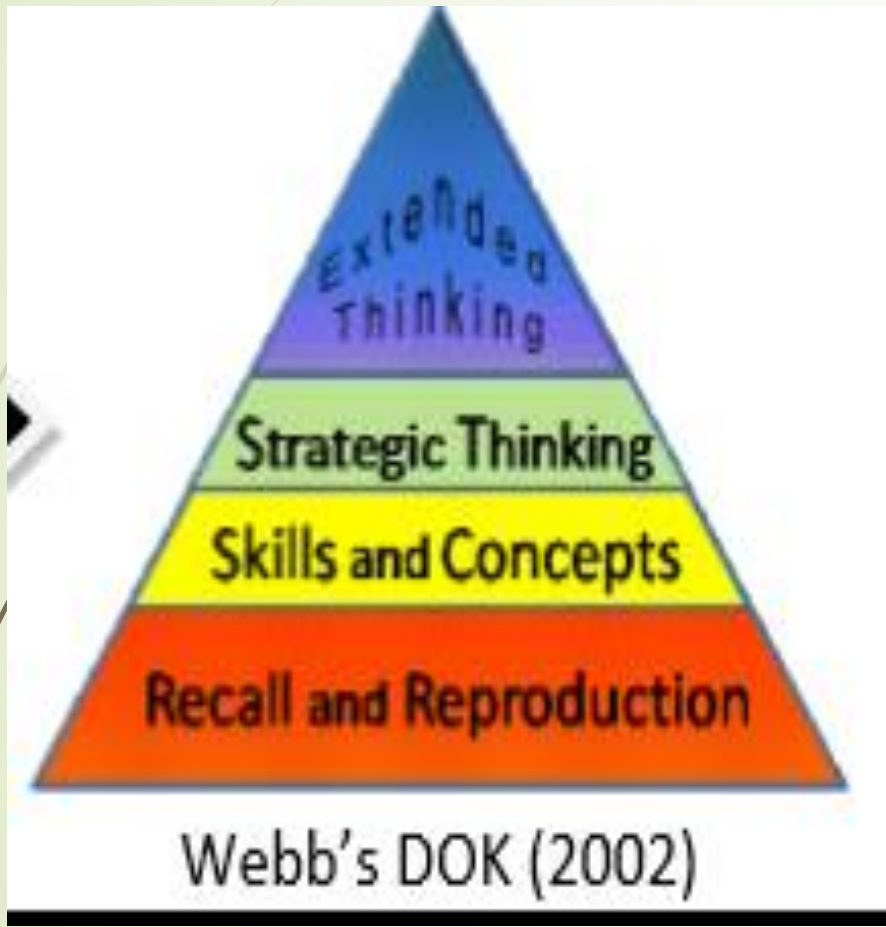 Extended
Thinking
Strategic Thinking
Skills and Concepts
Recall and Reproduction
Webb's DOK (2002)